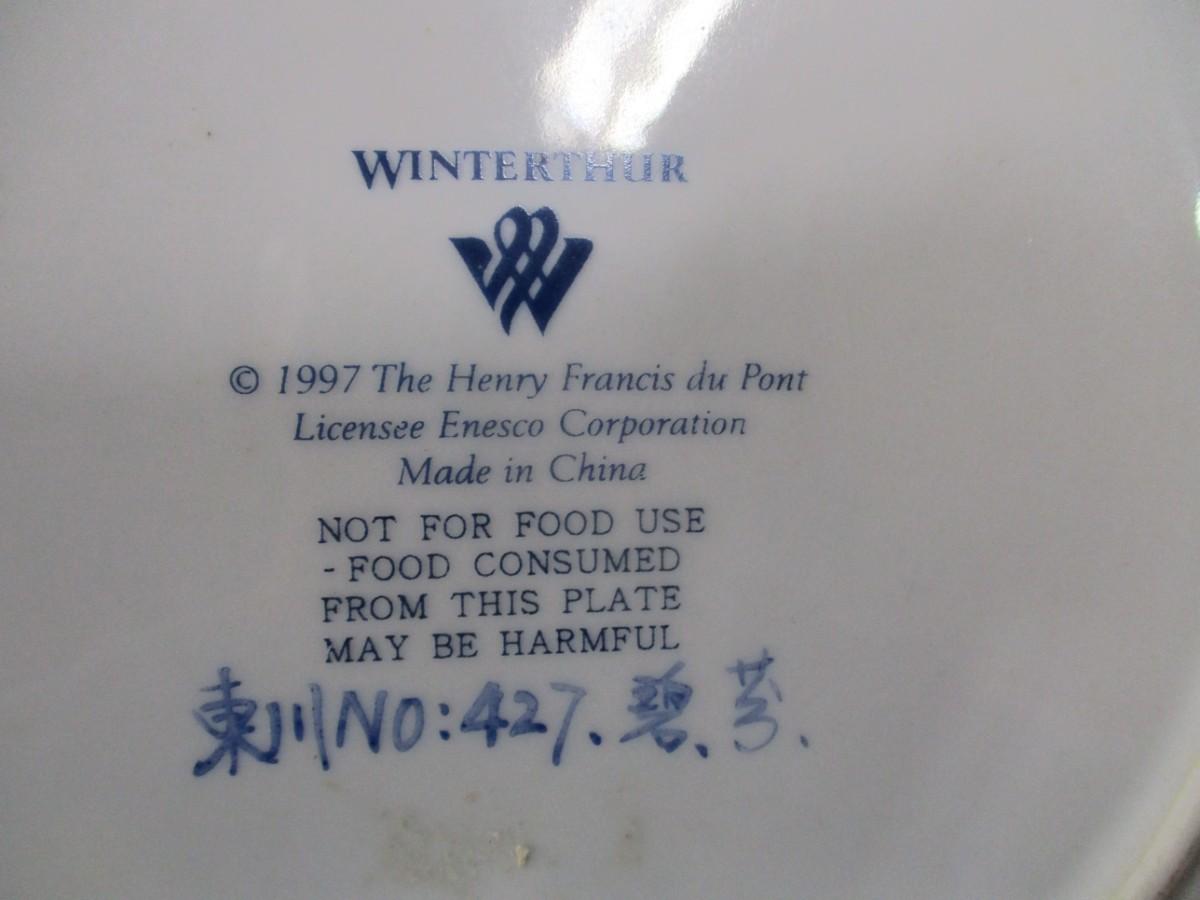 WINTERTHUR
© 1997 The Henry Francis du Pont
Licensee Enesco Corporation
Made in China
NOT FOR FOOD USE
- FOOD CONSUMED
FROM THIS PLATE
MAY BE HARMFUL
東川NO:427.碧.芬.